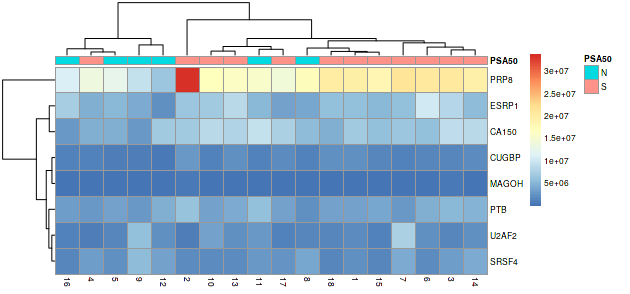 PSA50
PRP8
ESRP1
CA150
CUGBP
MAGOH
PTB
U2AF2
SRSF4
16 4 5 9 12 2 10 13 11 17 8 18 1 15 7 6 3 14
3e+07
2.5e+07
2e+07
1.5e+07
1e+07
5e+06
PSA50
N
S